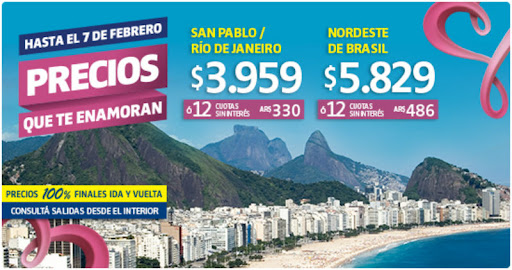 HASTA EL 7 DE FEBRERO
PRECIOS
QUE TE ENAMORAN
SAN PABLO /
RÍO DE JANEIRO
$3.959
ó 12 CUOTAS SIN INTERÉS ARS 330
NORDESTE
DE BRASIL
$5.829
ó 12 CUOTAS SIN INTERÉS ARS 486
PRECIOS 100% FINALES IDA Y VUELTA
CONSULTÁ SALIDAS DESDE EL INTERIOR